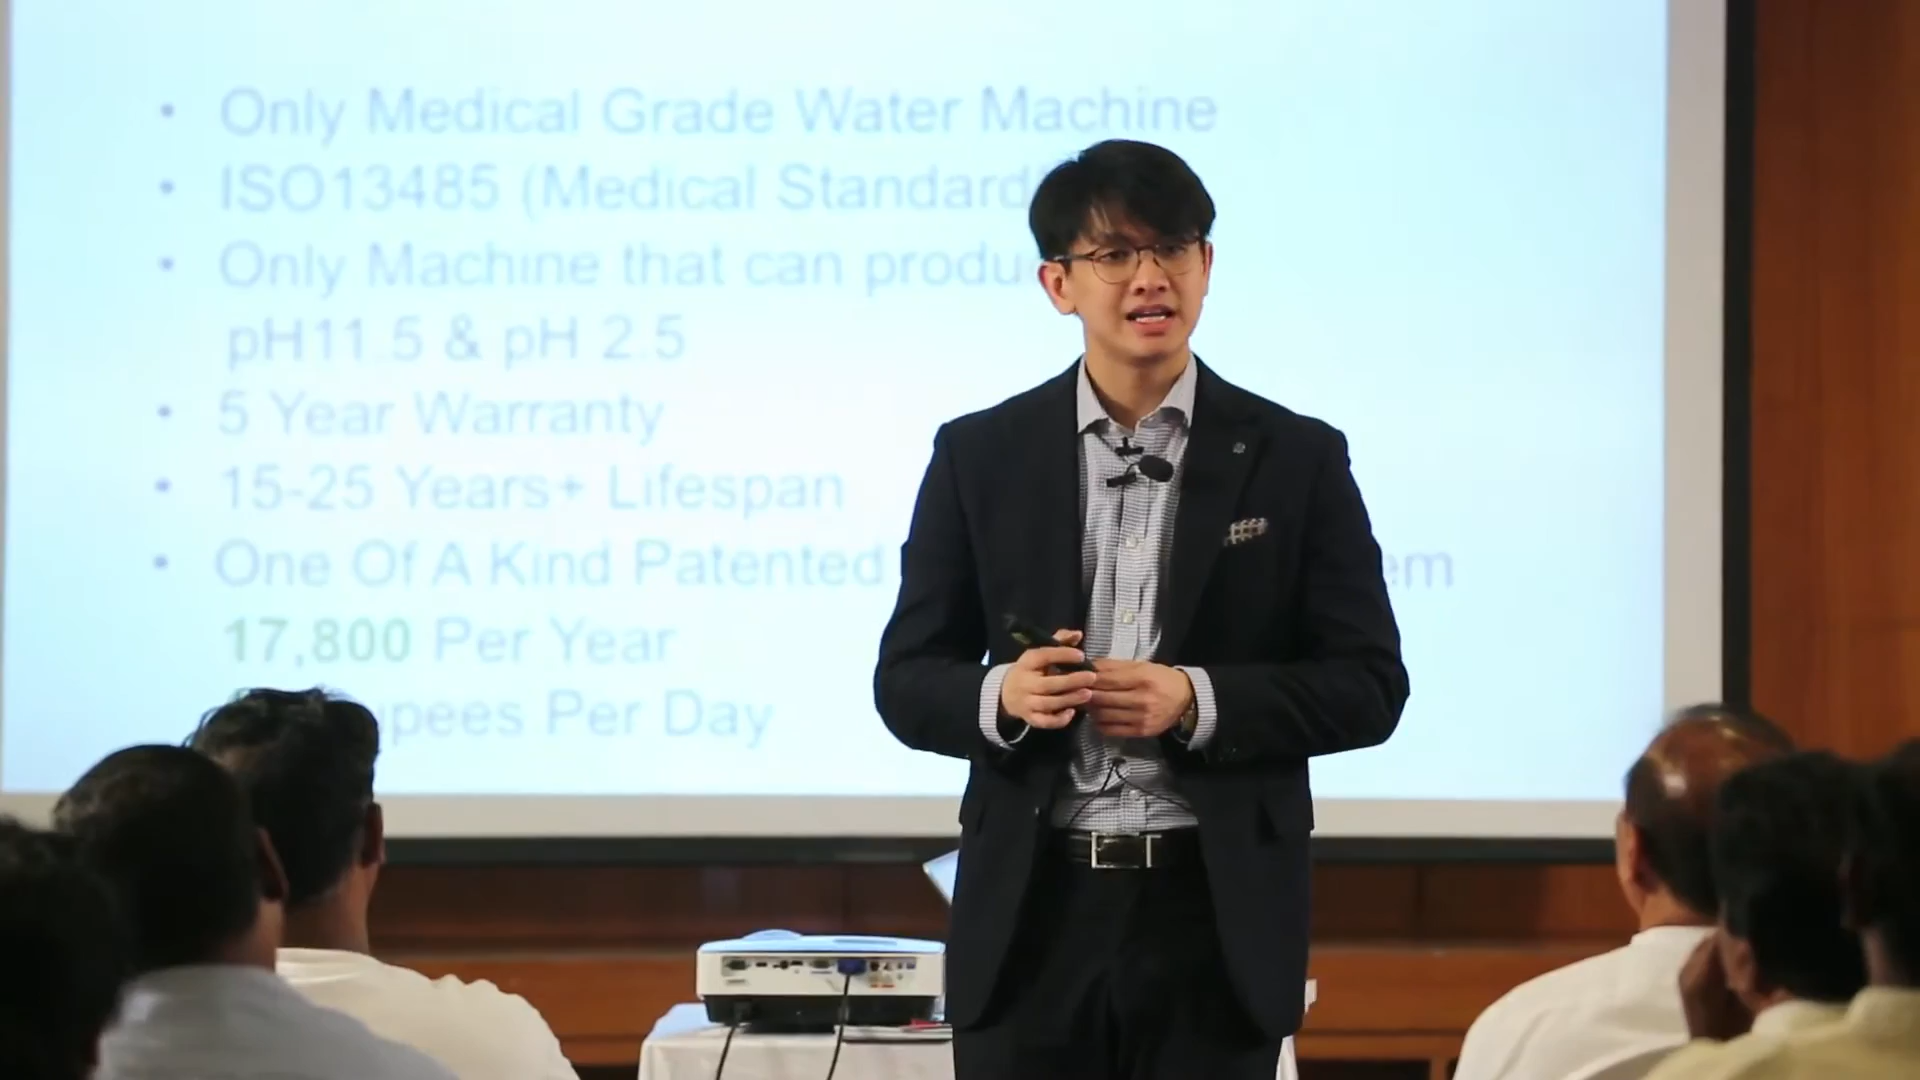 • Only Medical Grade Water Machine
• ISO13485 (Medical Standard
• Only Machine that can
pH11.5 & pH 2.5
• 5 Year Warranty
• 15-25 Years+ Lifespan
• One Of A Kind Patented
17,800 Per Year
Per Day